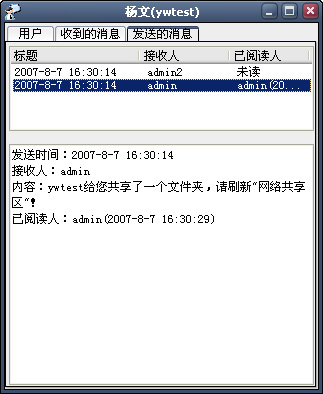 杨文(ywtest)
用户 收到的消息 发送的消息
标题 接收人 已阅读人
2007-8-7 16:30:14 admin2 未读
2007-8-7 16:30:14 admin admin(20...
发送时间：2007-8-7 16:30:14
接收人：admin
内容：ywtest给您共享了一个文件夹，请刷新“网络共享
区”！
已阅读人：admin(2007-8-7 16:30:29)